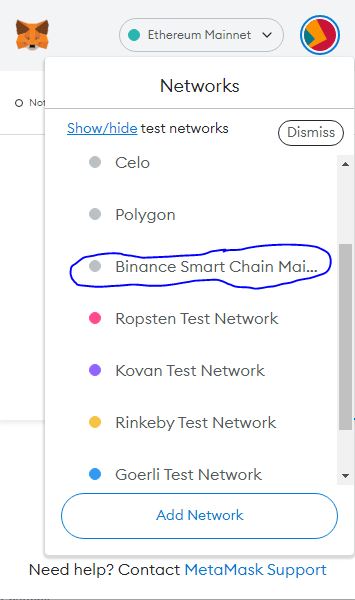 Ethereum Mainnet
Networks
Not
Show/hide test networks
Dismiss
Celo
Polygon
Binance Smart Chain Mai...
Ropsten Test Network
Kovan Test Network
Rinkeby Test Network
Goerli Test Network
Add Network
Need help? Contact MetaMask Support